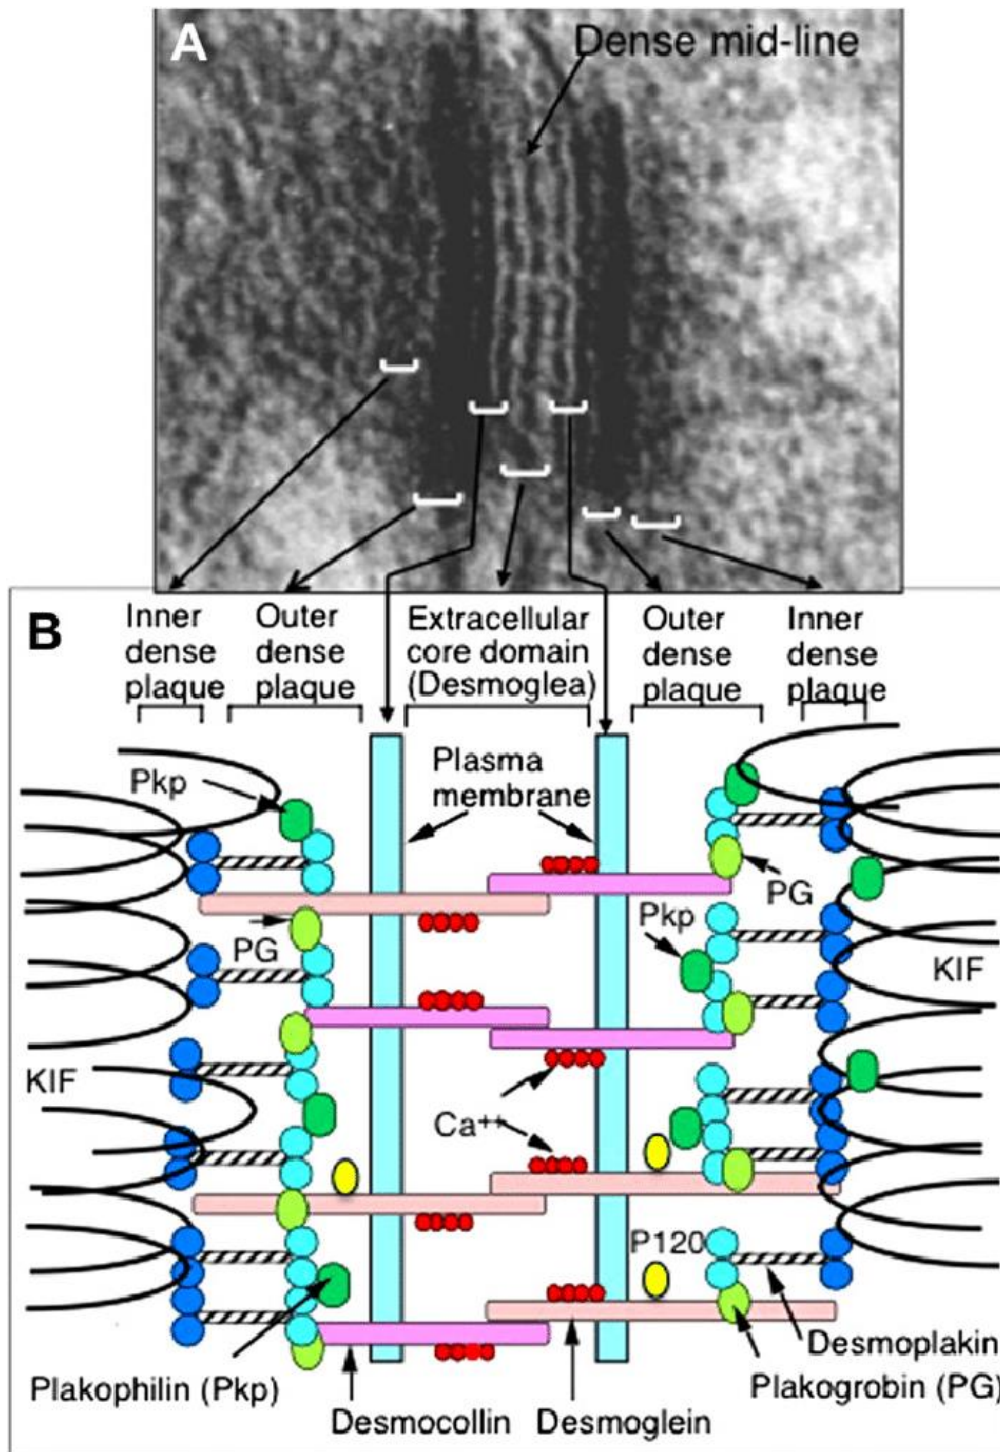 A
Dense mid-line
B
Inner
dense
plaque
Outer
dense
plaque
Extracellular
core domain
(Desmoglea)
Outer
dense
plaque
Inner
dense
plaque
Pkp
Plasma
membrane
PG
PG
Pkp
KIF
KIF
Ca++
P120
Desmoplakin
Plakophilin (Pkp)
Plakogrobin (PG)
Desmocollin
Desmoglein